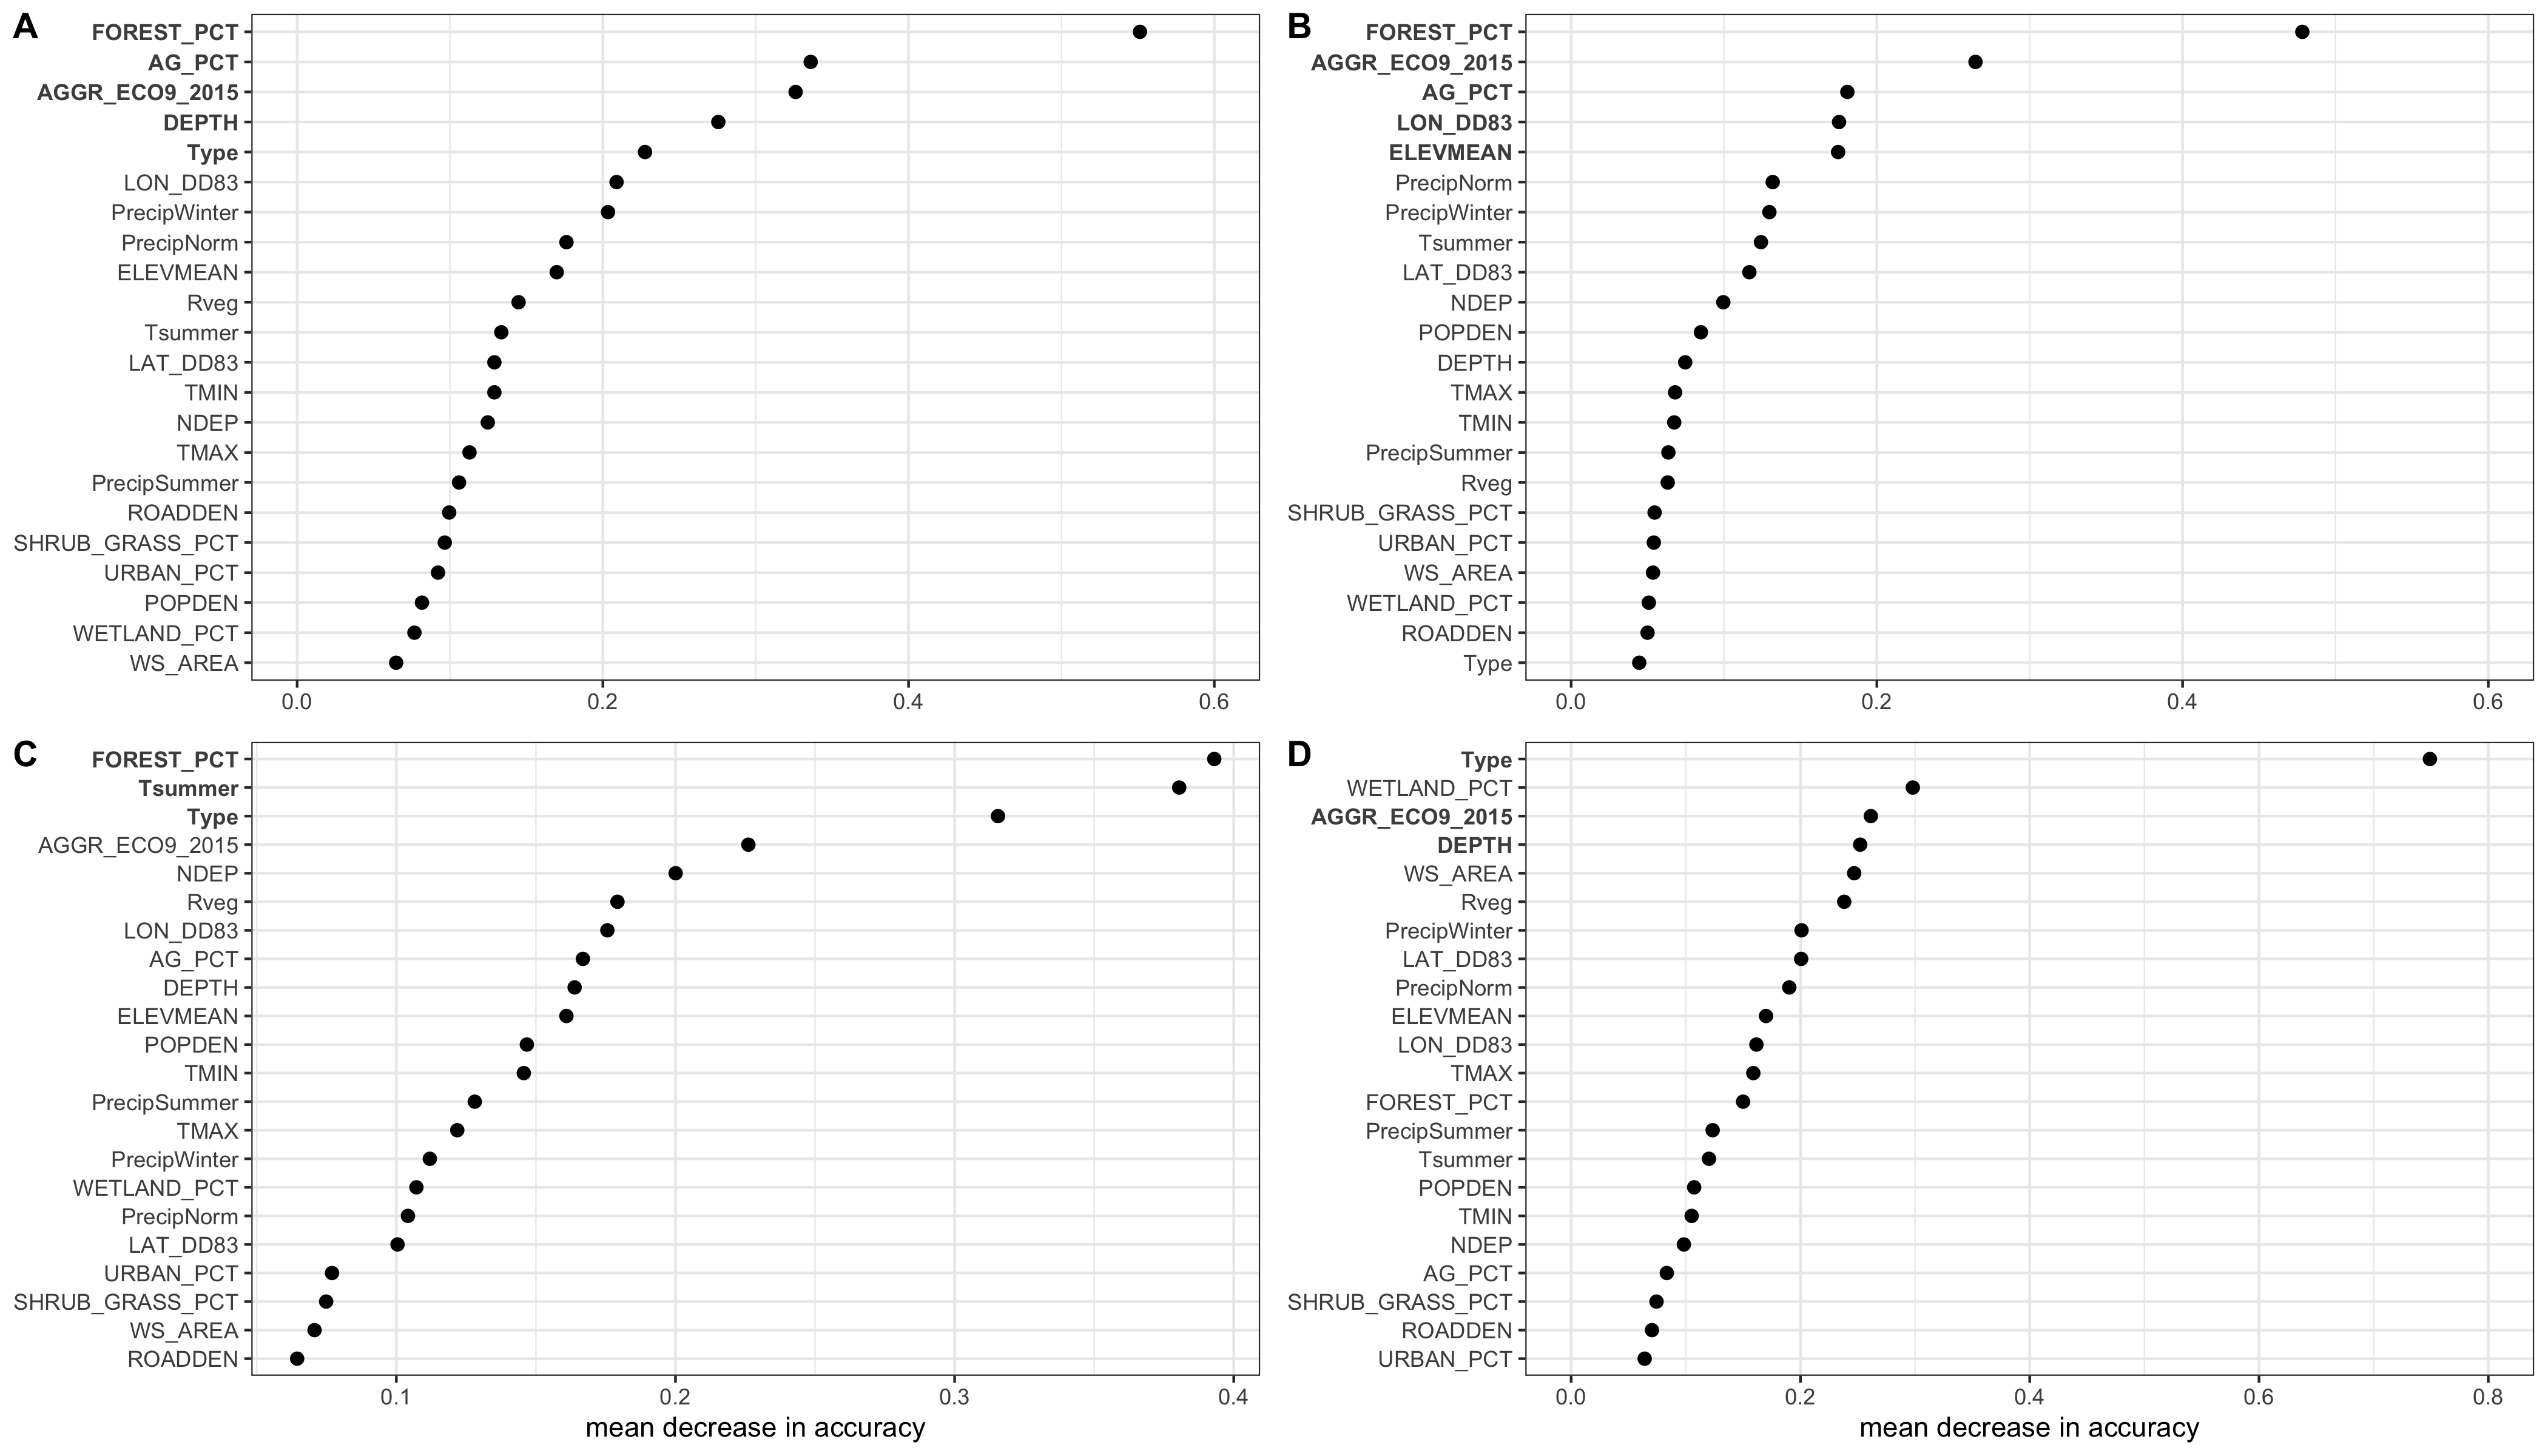 A
FOREST_PCT
AG_PCT
AGGR_ECO9_2015
DEPTH
Type
LON_DD83
PrecipWinter
PrecipNorm
ELEVMEAN
Rveg
Tsummer
LAT_DD83
TMIN
NDEP
TMAX
PrecipSummer
ROADDEN
SHRUB_GRASS_PCT
URBAN_PCT
POPDEN
WETLAND_PCT
WS_AREA
0.0 0.2 0.4 0.6
B
FOREST_PCT
AGGR_ECO9_2015
AG_PCT
LON_DD83
ELEVMEAN
PrecipNorm
PrecipWinter
Tsummer
LAT_DD83
NDEP
POPDEN
DEPTH
TMAX
TMIN
PrecipSummer
Rveg
SHRUB_GRASS_PCT
URBAN_PCT
WS_AREA
WETLAND_PCT
ROADDEN
Type
0.0 0.2 0.4 0.6
C
FOREST_PCT
Tsummer
Type
AGGR_ECO9_2015
NDEP
Rveg
LON_DD83
AG_PCT
DEPTH
ELEVMEAN
POPDEN
TMIN
PrecipSummer
TMAX
PrecipWinter
WETLAND_PCT
PrecipNorm
LAT_DD83
URBAN_PCT
SHRUB_GRASS_PCT
WS_AREA
ROADDEN
0.1 0.2 0.3 0.4
mean decrease in accuracy
D
Type
WETLAND_PCT
AGGR_ECO9_2015
DEPTH
WS_AREA
Rveg
PrecipWinter
LAT_DD83
PrecipNorm
ELEVMEAN
LON_DD83
TMAX
FOREST_PCT
PrecipSummer
Tsummer
POPDEN
TMIN
NDEP
AG_PCT
SHRUB_GRASS_PCT
ROADDEN
URBAN_PCT
0.0 0.2 0.4 0.6 0.8
mean decrease in accuracy